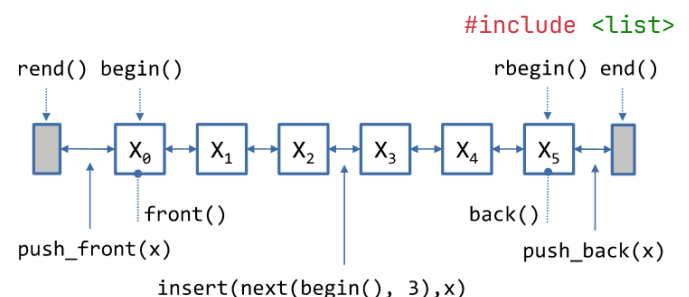 #include <list>
rend() begin() rbegin() end()
X₀ X₁ X₂ X₃ X₄ X₅
front() back()
push_front(x) push_back(x)
insert(next(begin(), 3),x)